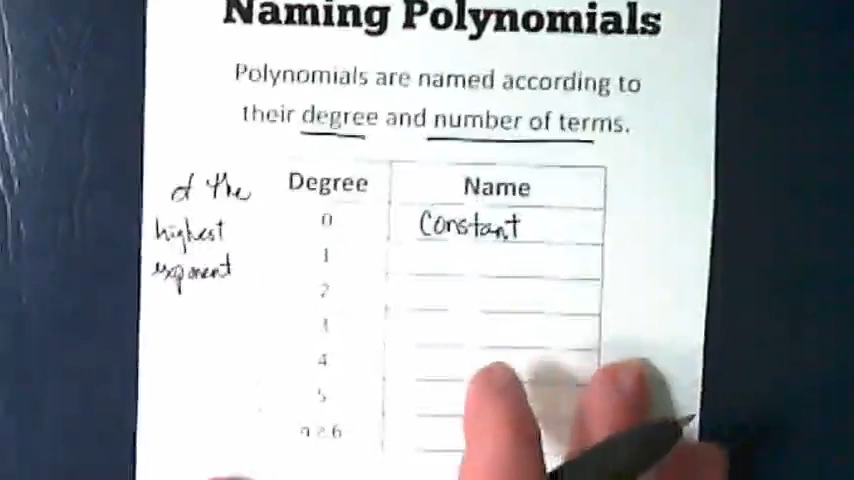 Naming Polynomials
Polynomials are named according to
their degree and number of terms.
of the
highest
exponent
Degree Name
0 Constant
1
2
3
4
5
n ≥ 6